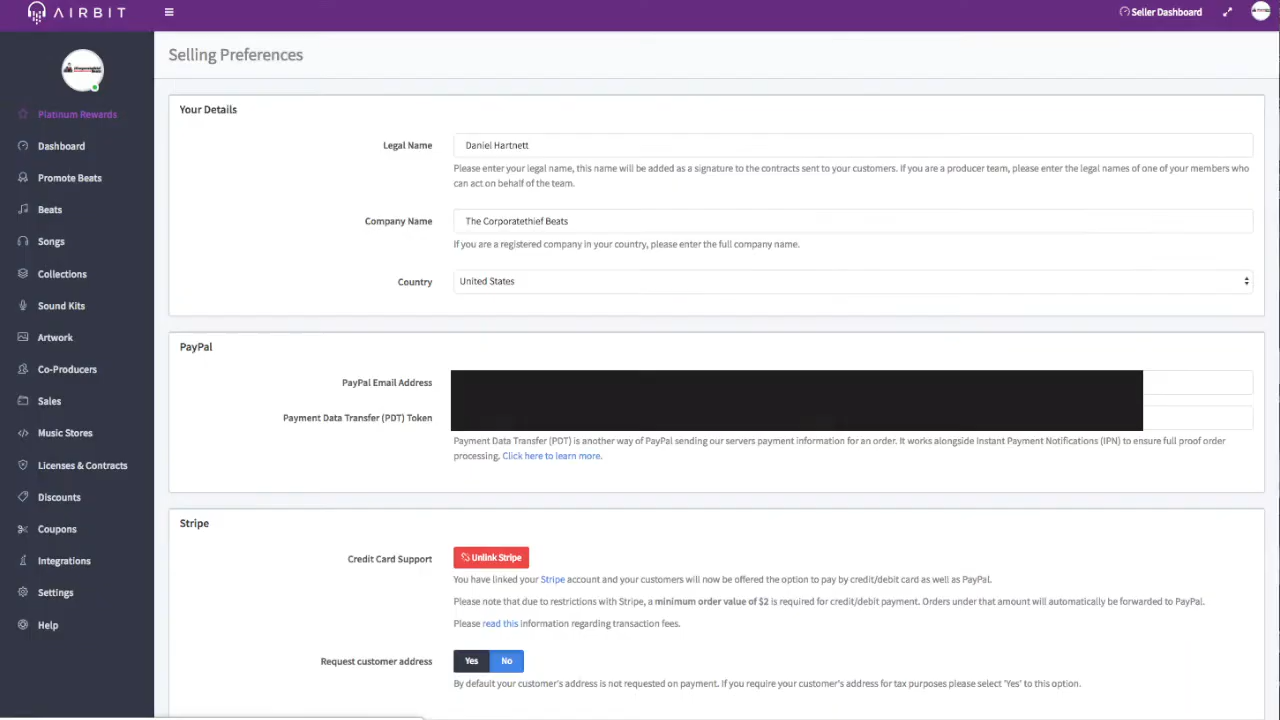 AIRBIT
Seller Dashboard
Selling Preferences
Platinum Rewards
Dashboard
Promote Beats
Beats
Songs
Collections
Sound Kits
Artwork
Co-Producers
Sales
Music Stores
Licenses & Contracts
Discounts
Coupons
Integrations
Settings
Help
Your Details
Legal Name
Daniel Hartnett
Please enter your legal name, this name will be added as a signature to the contracts sent to your customers. If you are a producer team, please enter the legal names of one of your members who
can act on behalf of the team.
Company Name
The Corporatethief Beats
If you are a registered company in your country, please enter the full company name.
Country
United States
PayPal
PayPal Email Address
Payment Data Transfer (PDT) Token
Payment Data Transfer (PDT) is another way of PayPal sending our servers payment information for an order. It works alongside Instant Payment Notifications (IPN) to ensure full proof order
processing. Click here to learn more.
Stripe
Credit Card Support
Unlink Stripe
You have linked your Stripe account and your customers will now be offered the option to pay by credit/debit card as well as PayPal.
Please note that due to restrictions with Stripe, a minimum order value of $2 is required for credit/debit payment. Orders under that amount will automatically be forwarded to PayPal.
Please read this information regarding transaction fees.
Request customer address
Yes No
By default your customer's address is not requested on payment. If you require your customer's address for tax purposes please select 'Yes' to this option.